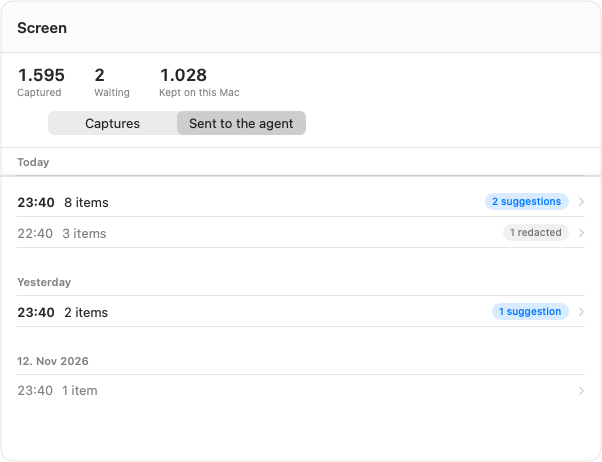 Screen
1.595 2 1.028
Captured Waiting Kept on this Mac
Captures Sent to the agent
Today
23:40 8 items 2 suggestions
22:40 3 items 1 redacted
Yesterday
23:40 2 items 1 suggestion
12. Nov 2026
23:40 1 item